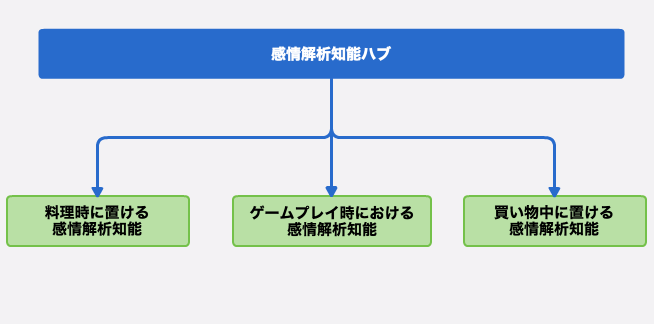 感情解析知能ハブ
料理時に置ける
感情解析知能
ゲームプレイ時における
感情解析知能
買い物中に置ける
感情解析知能